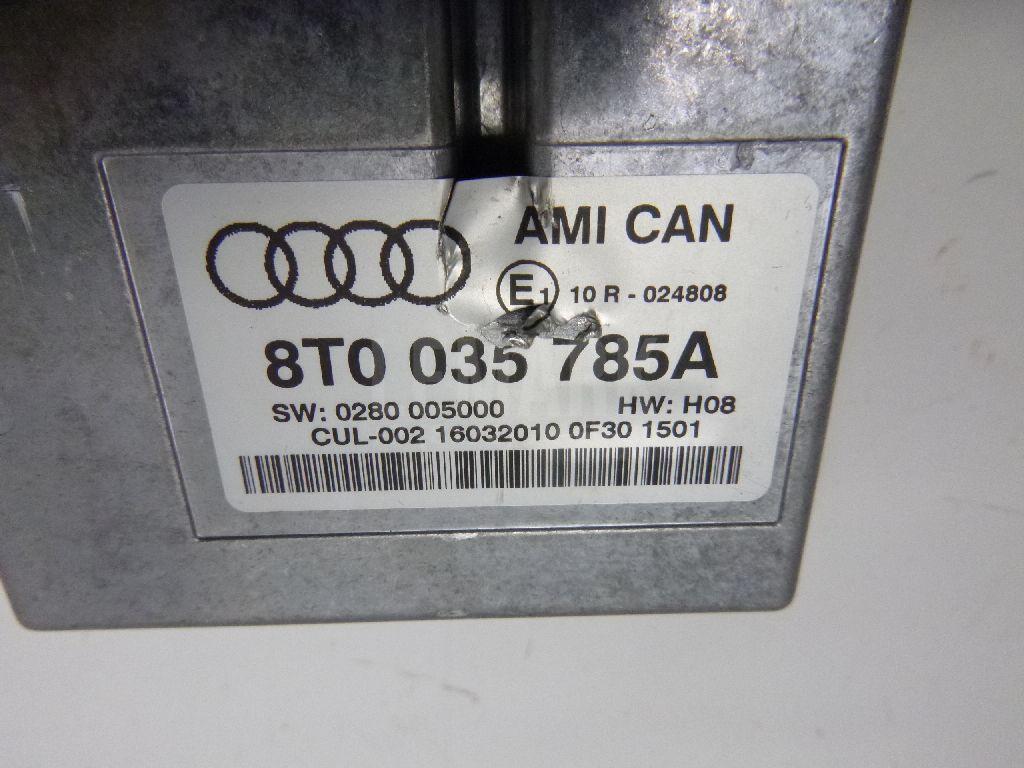 AMI CAN
E1 10 R - 024808
8T0 035 785A
SW: 0280 005000 HW: H08
CUL-002 16032010 0F30 1501